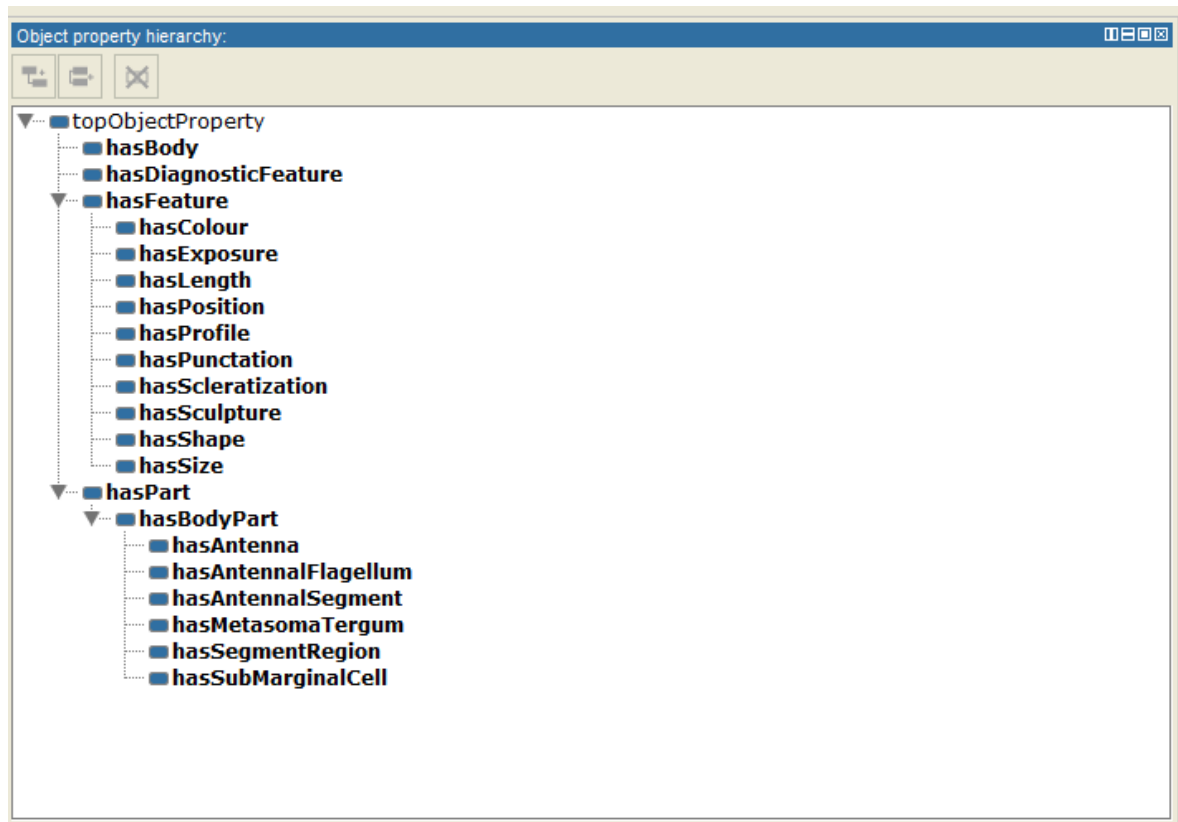 Object property hierarchy:
topObjectProperty
hasBody
hasDiagnosticFeature
hasFeature
hasColour
hasExposure
hasLength
hasPosition
hasProfile
hasPunctation
hasScleratization
hasSculpture
hasShape
hasSize
hasPart
hasBodyPart
hasAntenna
hasAntennalFlagellum
hasAntennalSegment
hasMetasomaTergum
hasSegmentRegion
hasSubMarginalCell